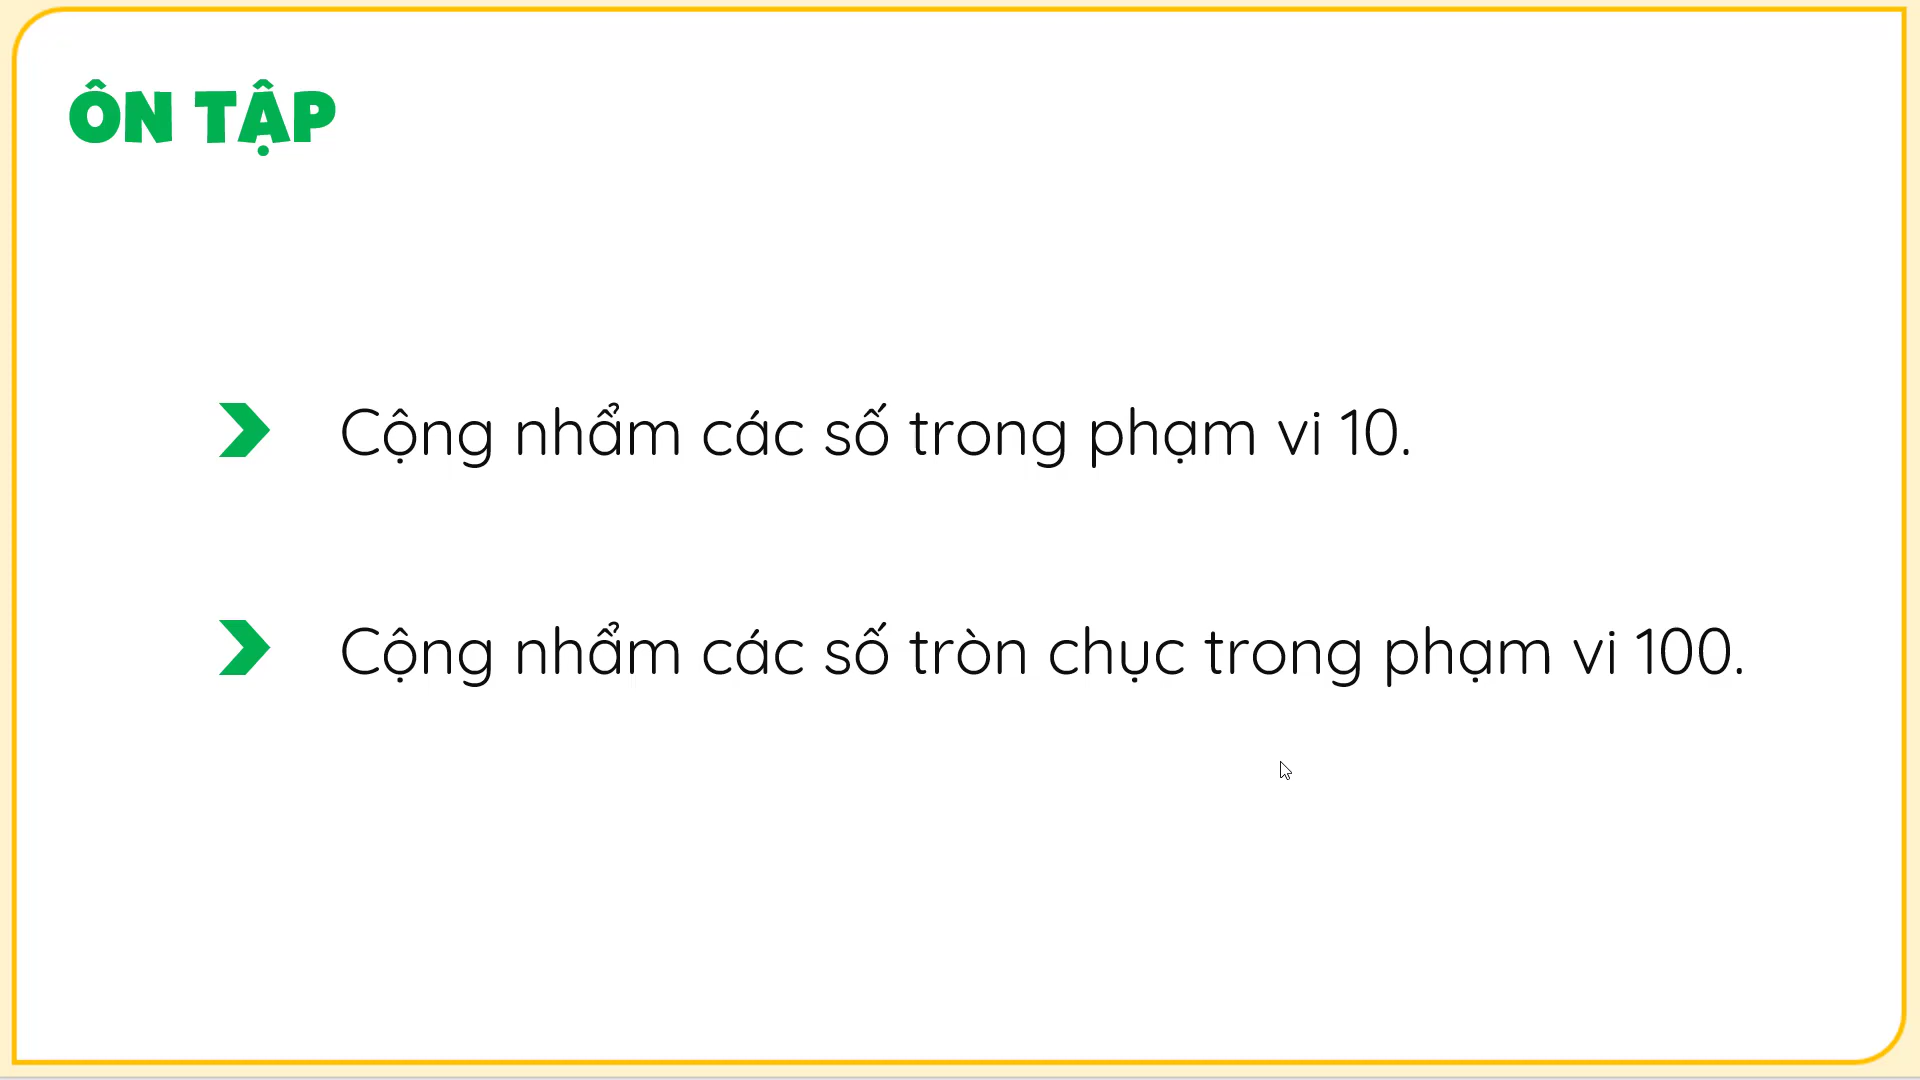 ÔN TẬP
Cộng nhẩm các số trong phạm vi 10.
Cộng nhẩm các số tròn chục trong phạm vi 100.